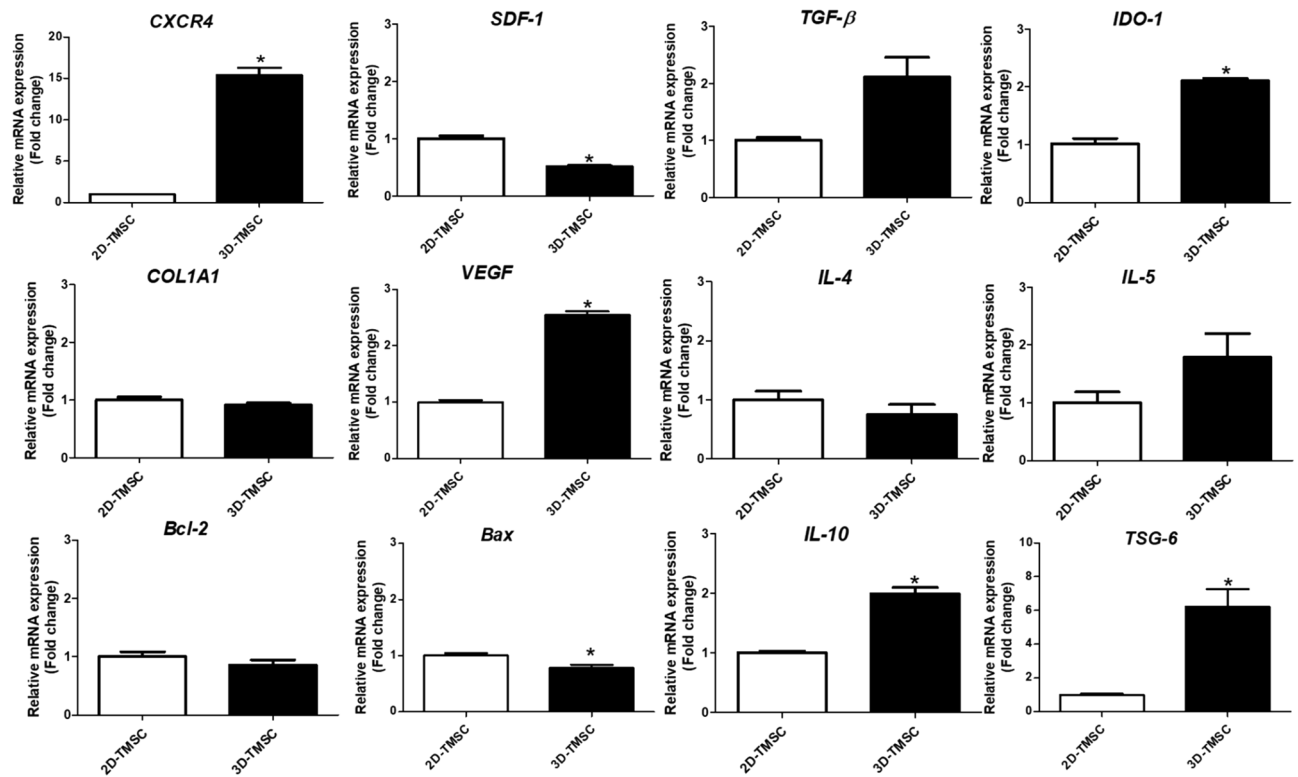 CXCR4
Relative mRNA expression
(Fold change)
20
15
10
5
0
2D-TMSC
*
3D-TMSC
SDF-1
Relative mRNA expression
(Fold change)
3
2
1
0
2D-TMSC
*
3D-TMSC
TGF-β
Relative mRNA expression
(Fold change)
3
2
1
0
2D-TMSC
3D-TMSC
IDO-1
Relative mRNA expression
(Fold change)
3
2
1
0
2D-TMSC
*
3D-TMSC
COL1A1
Relative mRNA expression
(Fold change)
3
2
1
0
2D-TMSC
3D-TMSC
VEGF
Relative mRNA expression
(Fold change)
3
2
1
0
2D-TMSC
*
3D-TMSC
IL-4
Relative mRNA expression
(Fold change)
3
2
1
0
2D-TMSC
3D-TMSC
IL-5
Relative mRNA expression
(Fold change)
3
2
1
0
2D-TMSC
3D-TMSC
Bcl-2
Relative mRNA expression
(Fold change)
3
2
1
0
2D-TMSC
3D-TMSC
Bax
Relative mRNA expression
(Fold change)
3
2
1
0
2D-TMSC
*
3D-TMSC
IL-10
Relative mRNA expression
(Fold change)
3
2
1
0
2D-TMSC
*
3D-TMSC
TSG-6
Relative mRNA expression
(Fold change)
10
8
6
4
2
0
2D-TMSC
*
3D-TMSC